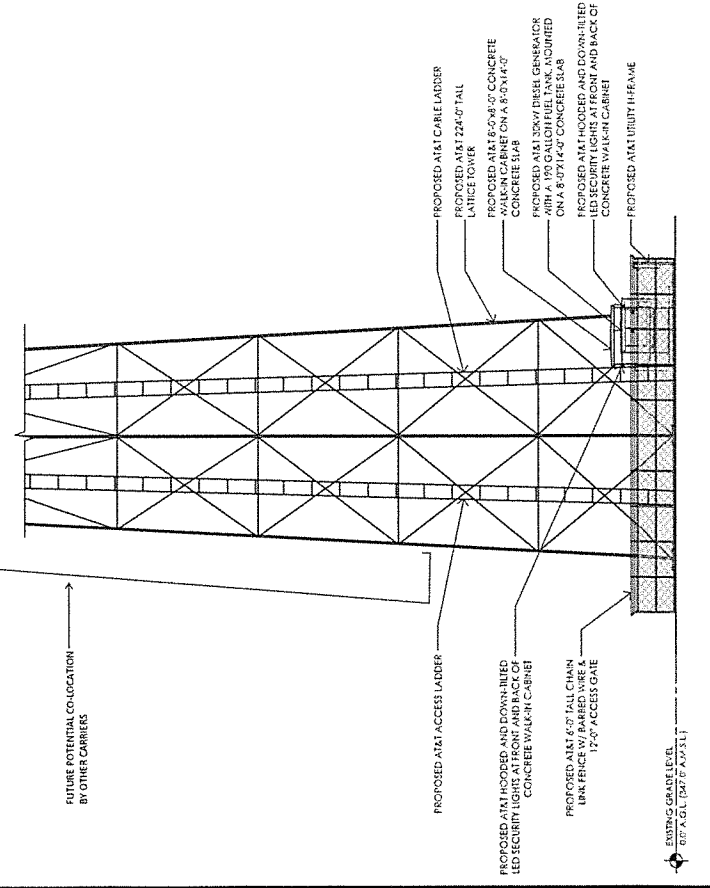 FUTURE POTENTIAL CO-LOCATION
BY OTHER CARRIERS
PROPOSED AT&T ACCESS LADDER
PROPOSED AT&T HOODED AND DOWN-TILTED
LED SECURITY LIGHTS AT FRONT AND BACK OF
CONCRETE WALK-IN CABINET
PROPOSED AT&T 6'-0" TALL CHAIN
LINK FENCE W/ BARBED WIRE &
12'-0" ACCESS GATE
EXISTING GRADE LEVEL
0.0' A.G.L. (347.0' A.M.S.L.)
PROPOSED AT&T CABLE LADDER
PROPOSED AT&T 224'-0" TALL
LATTICE TOWER
PROPOSED AT&T 8'-0"x8'-0" CONCRETE
WALK-IN CABINET ON A 8'-0"x14'-0"
CONCRETE SLAB
PROPOSED AT&T 30KW DIESEL GENERATOR
WITH A 190 GALLON FUEL TANK, MOUNTED
ON A 8'-0"X14'-0" CONCRETE SLAB
PROPOSED AT&T HOODED AND DOWN-TILTED
LED SECURITY LIGHTS AT FRONT AND BACK OF
CONCRETE WALK-IN CABINET
PROPOSED AT&T UTILITY H-FRAME